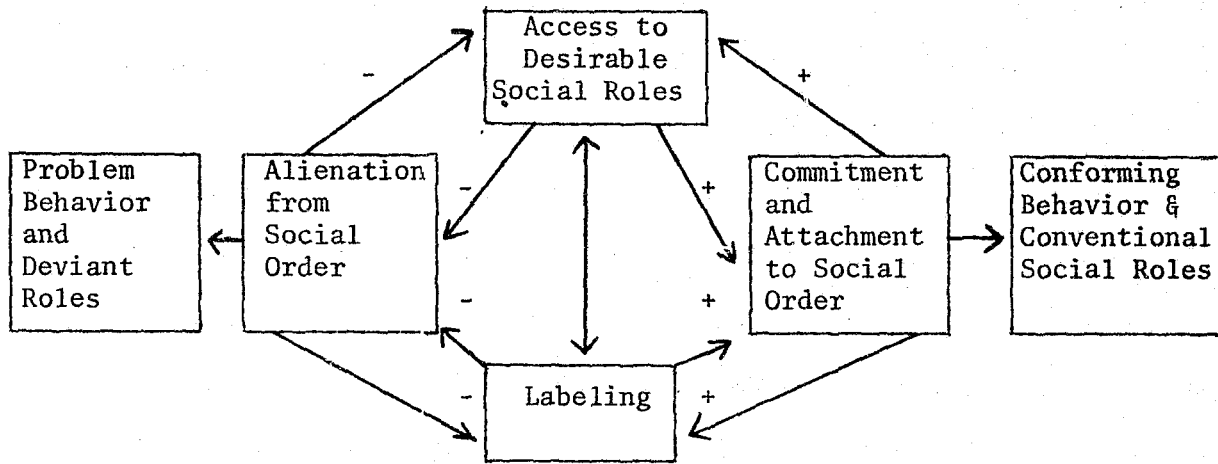 Access to
Desirable
Social Roles
-
+
Problem
Behavior
and
Deviant
Roles
Alienation
from
Social
Order
-
+
Commitment
and
Attachment
to Social
Order
Conforming
Behavior &
Conventional
Social Roles
-
+
-
Labeling
+